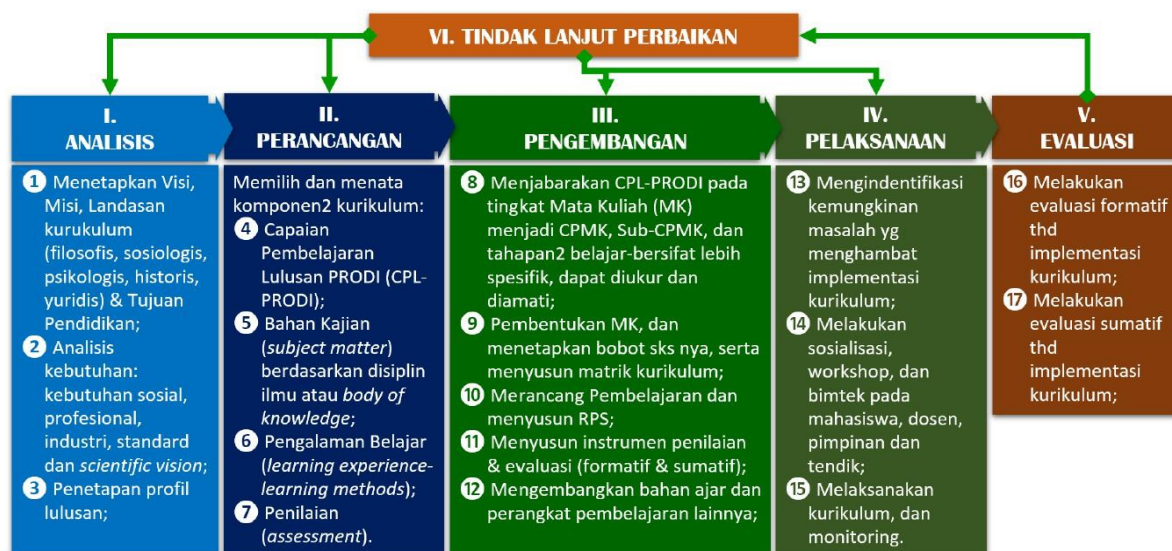 VI. TINDAK LANJUT PERBAIKAN
I.
ANALISIS
1 Menetapkan Visi,
Misi, Landasan
kurukulum
(filosofis, sosiologis,
psikologis, historis,
yuridis) & Tujuan
Pendidikan;
2 Analisis
kebutuhan:
kebutuhan sosial,
profesional,
industri, standard
dan scientific vision;
3 Penetapan profil
lulusan;
II.
PERANCANGAN
Memilih dan menata
komponen2 kurikulum:
4 Capaian
Pembelajaran
Lulusan PRODI (CPL-
PRODI);
5 Bahan Kajian
(subject matter)
berdasarkan disiplin
ilmu atau body of
knowledge;
6 Pengalaman Belajar
(learning experience-
learning methods);
7 Penilaian
(assessment).
III.
PENGEMBANGAN
8 Menjabarakan CPL-PRODI pada
tingkat Mata Kuliah (MK)
menjadi CPMK, Sub-CPMK, dan
tahapan2 belajar-bersifat lebih
spesifik, dapat diukur dan
diamati;
9 Pembentukan MK, dan
menetapkan bobot sks nya, serta
menyusun matrik kurikulum;
10 Merancang Pembelajaran dan
menyusun RPS;
11 Menyusun instrumen penilaian
& evaluasi (formatif & sumatif);
12 Mengembangkan bahan ajar dan
perangkat pembelajaran lainnya;
IV.
PELAKSANAAN
13 Mengindentifikasi
kemungkinan
masalah yg
menghambat
implementasi
kurikulum;
14 Melakukan
sosialisasi,
workshop, dan
bimtek pada
mahasiswa, dosen,
pimpinan dan
tendik;
15 Melaksanakan
kurikulum, dan
monitoring.
V.
EVALUASI
16 Melakukan
evaluasi formatif
thd
implementasi
kurikulum;
17 Melakukan
evaluasi sumatif
thd
implementasi
kurikulum;